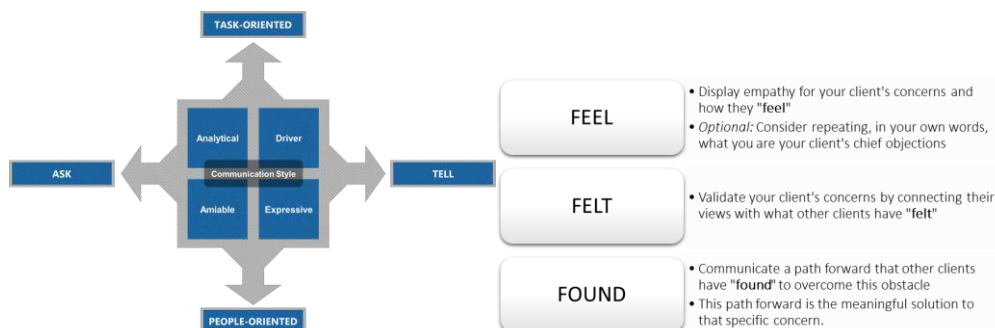 TASK-ORIENTED
Analytical
Driver
Communication Style
ASK
TELL
Amiable
Expressive
PEOPLE-ORIENTED
FEEL
• Display empathy for your client's concerns and
how they "feel"
• Optional: Consider repeating, in your own words,
what you are your client's chief objections
FELT
• Validate your client's concerns by connecting their
views with what other clients have "felt"
FOUND
• Communicate a path forward that other clients
have "found" to overcome this obstacle
• This path forward is the meaningful solution to
that specific concern.